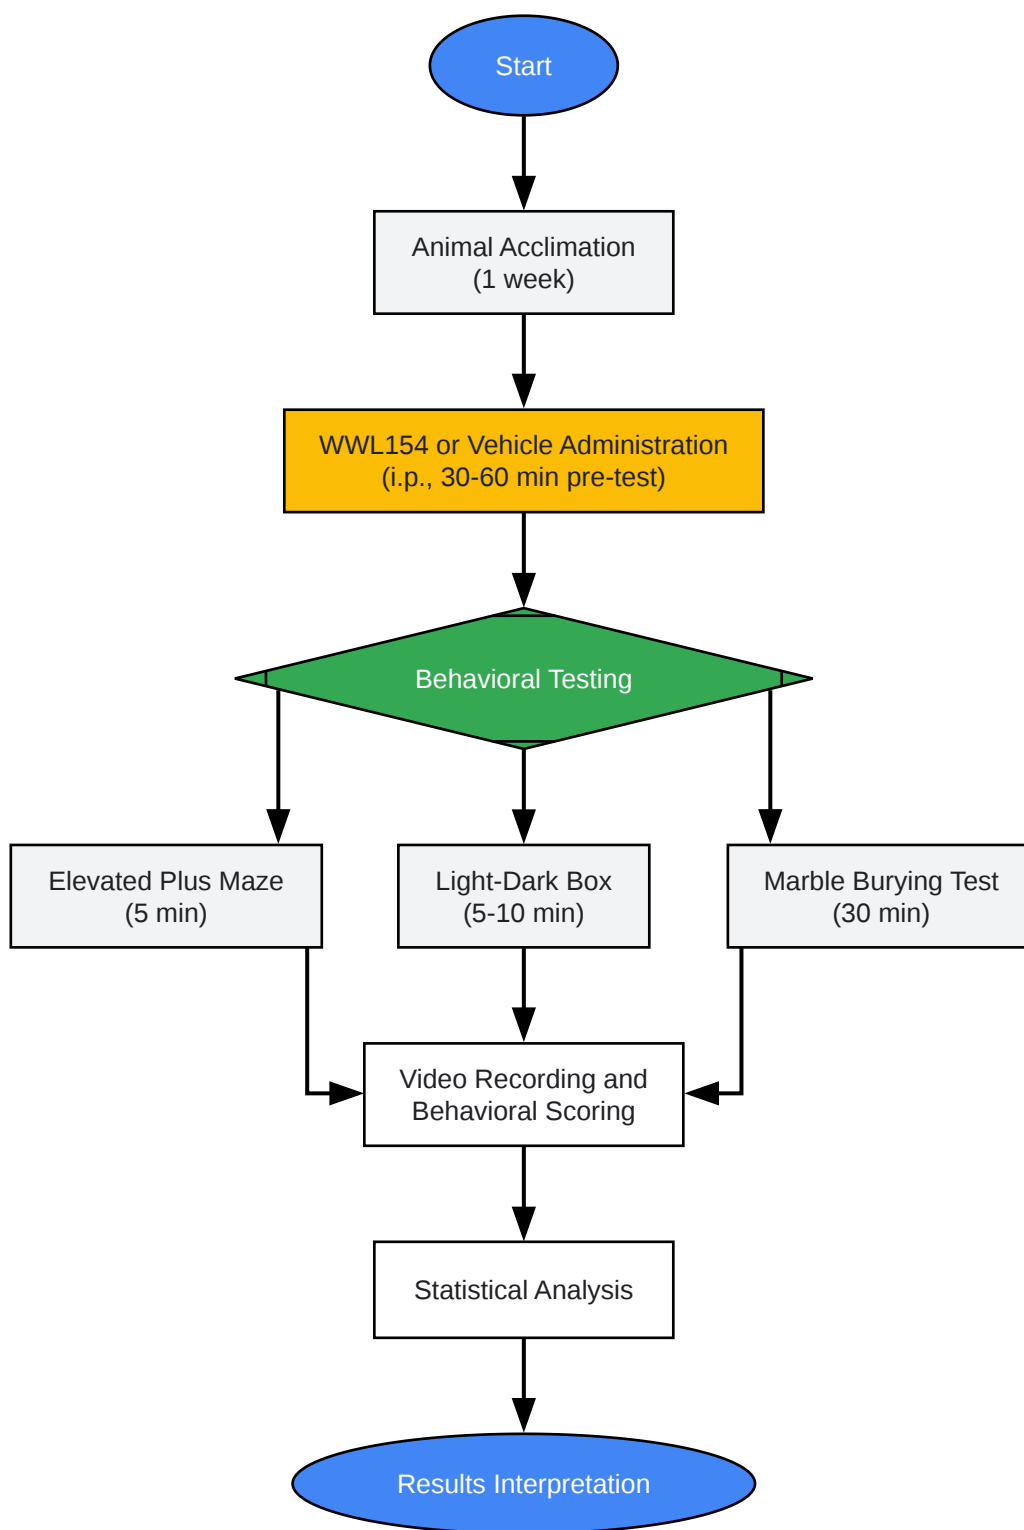 Start
Animal Acclimation
(1 week)
WWL154 or Vehicle Administration
(i.p., 30-60 min pre-test)
Behavioral Testing
Elevated Plus Maze
(5 min)
Light-Dark Box
(5-10 min)
Marble Burying Test
(30 min)
Video Recording and
Behavioral Scoring
Statistical Analysis
Results Interpretation